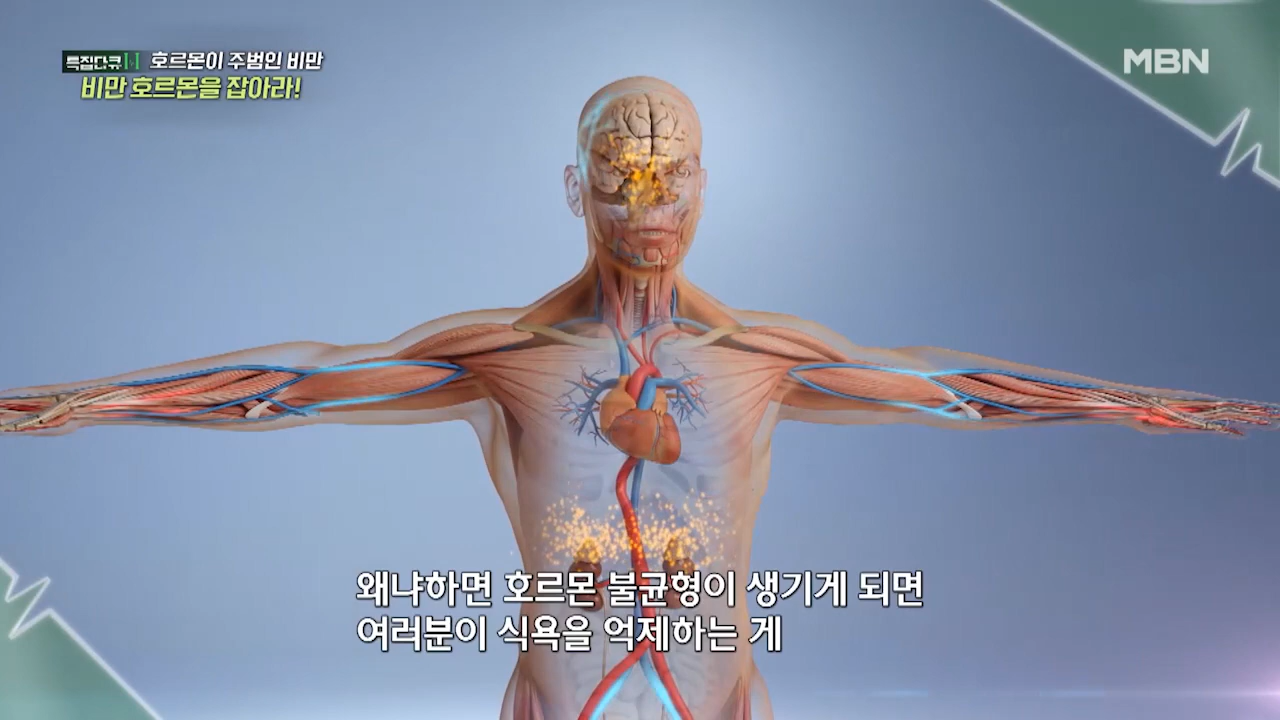 특집다큐H 호르몬이 주범인 비만
비만 호르몬을 잡아라!
MBN
왜냐하면 호르몬 불균형이 생기게 되면
여러분이 식욕을 억제하는 게